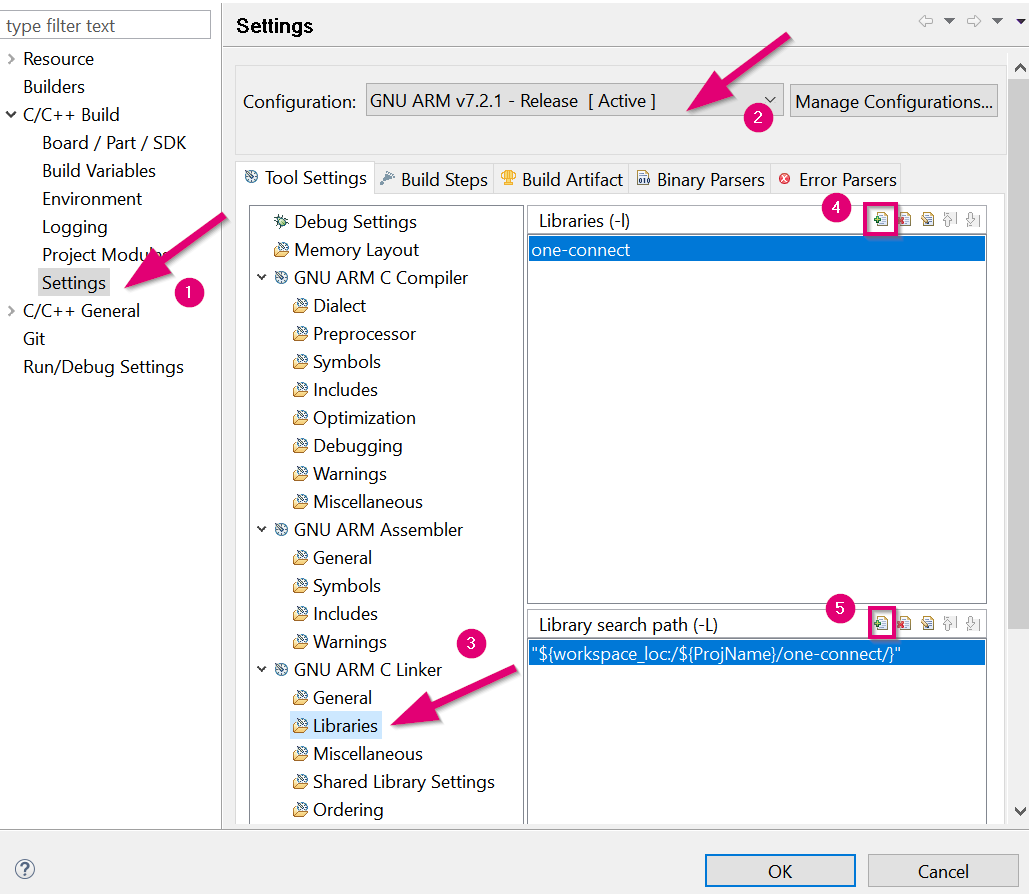 type filter text
Resource
Builders
C/C++ Build
Board / Part / SDK
Build Variables
Environment
Logging
Project Modules
Settings
1
C/C++ General
Git
Run/Debug Settings
Settings
Configuration: GNU ARM v7.2.1 - Release [ Active ] Manage Configurations...
2
Tool Settings Build Steps Build Artifact Binary Parsers Error Parsers
Debug Settings
Memory Layout
GNU ARM C Compiler
Dialect
Preprocessor
Symbols
Includes
Optimization
Debugging
Warnings
Miscellaneous
GNU ARM Assembler
General
Symbols
Includes
Warnings
3
GNU ARM C Linker
General
Libraries
Miscellaneous
Shared Library Settings
Ordering
4
Libraries (-l)
one-connect
5
Library search path (-L)
"${workspace_loc:/${ProjName}/one-connect/}"
?
OK Cancel